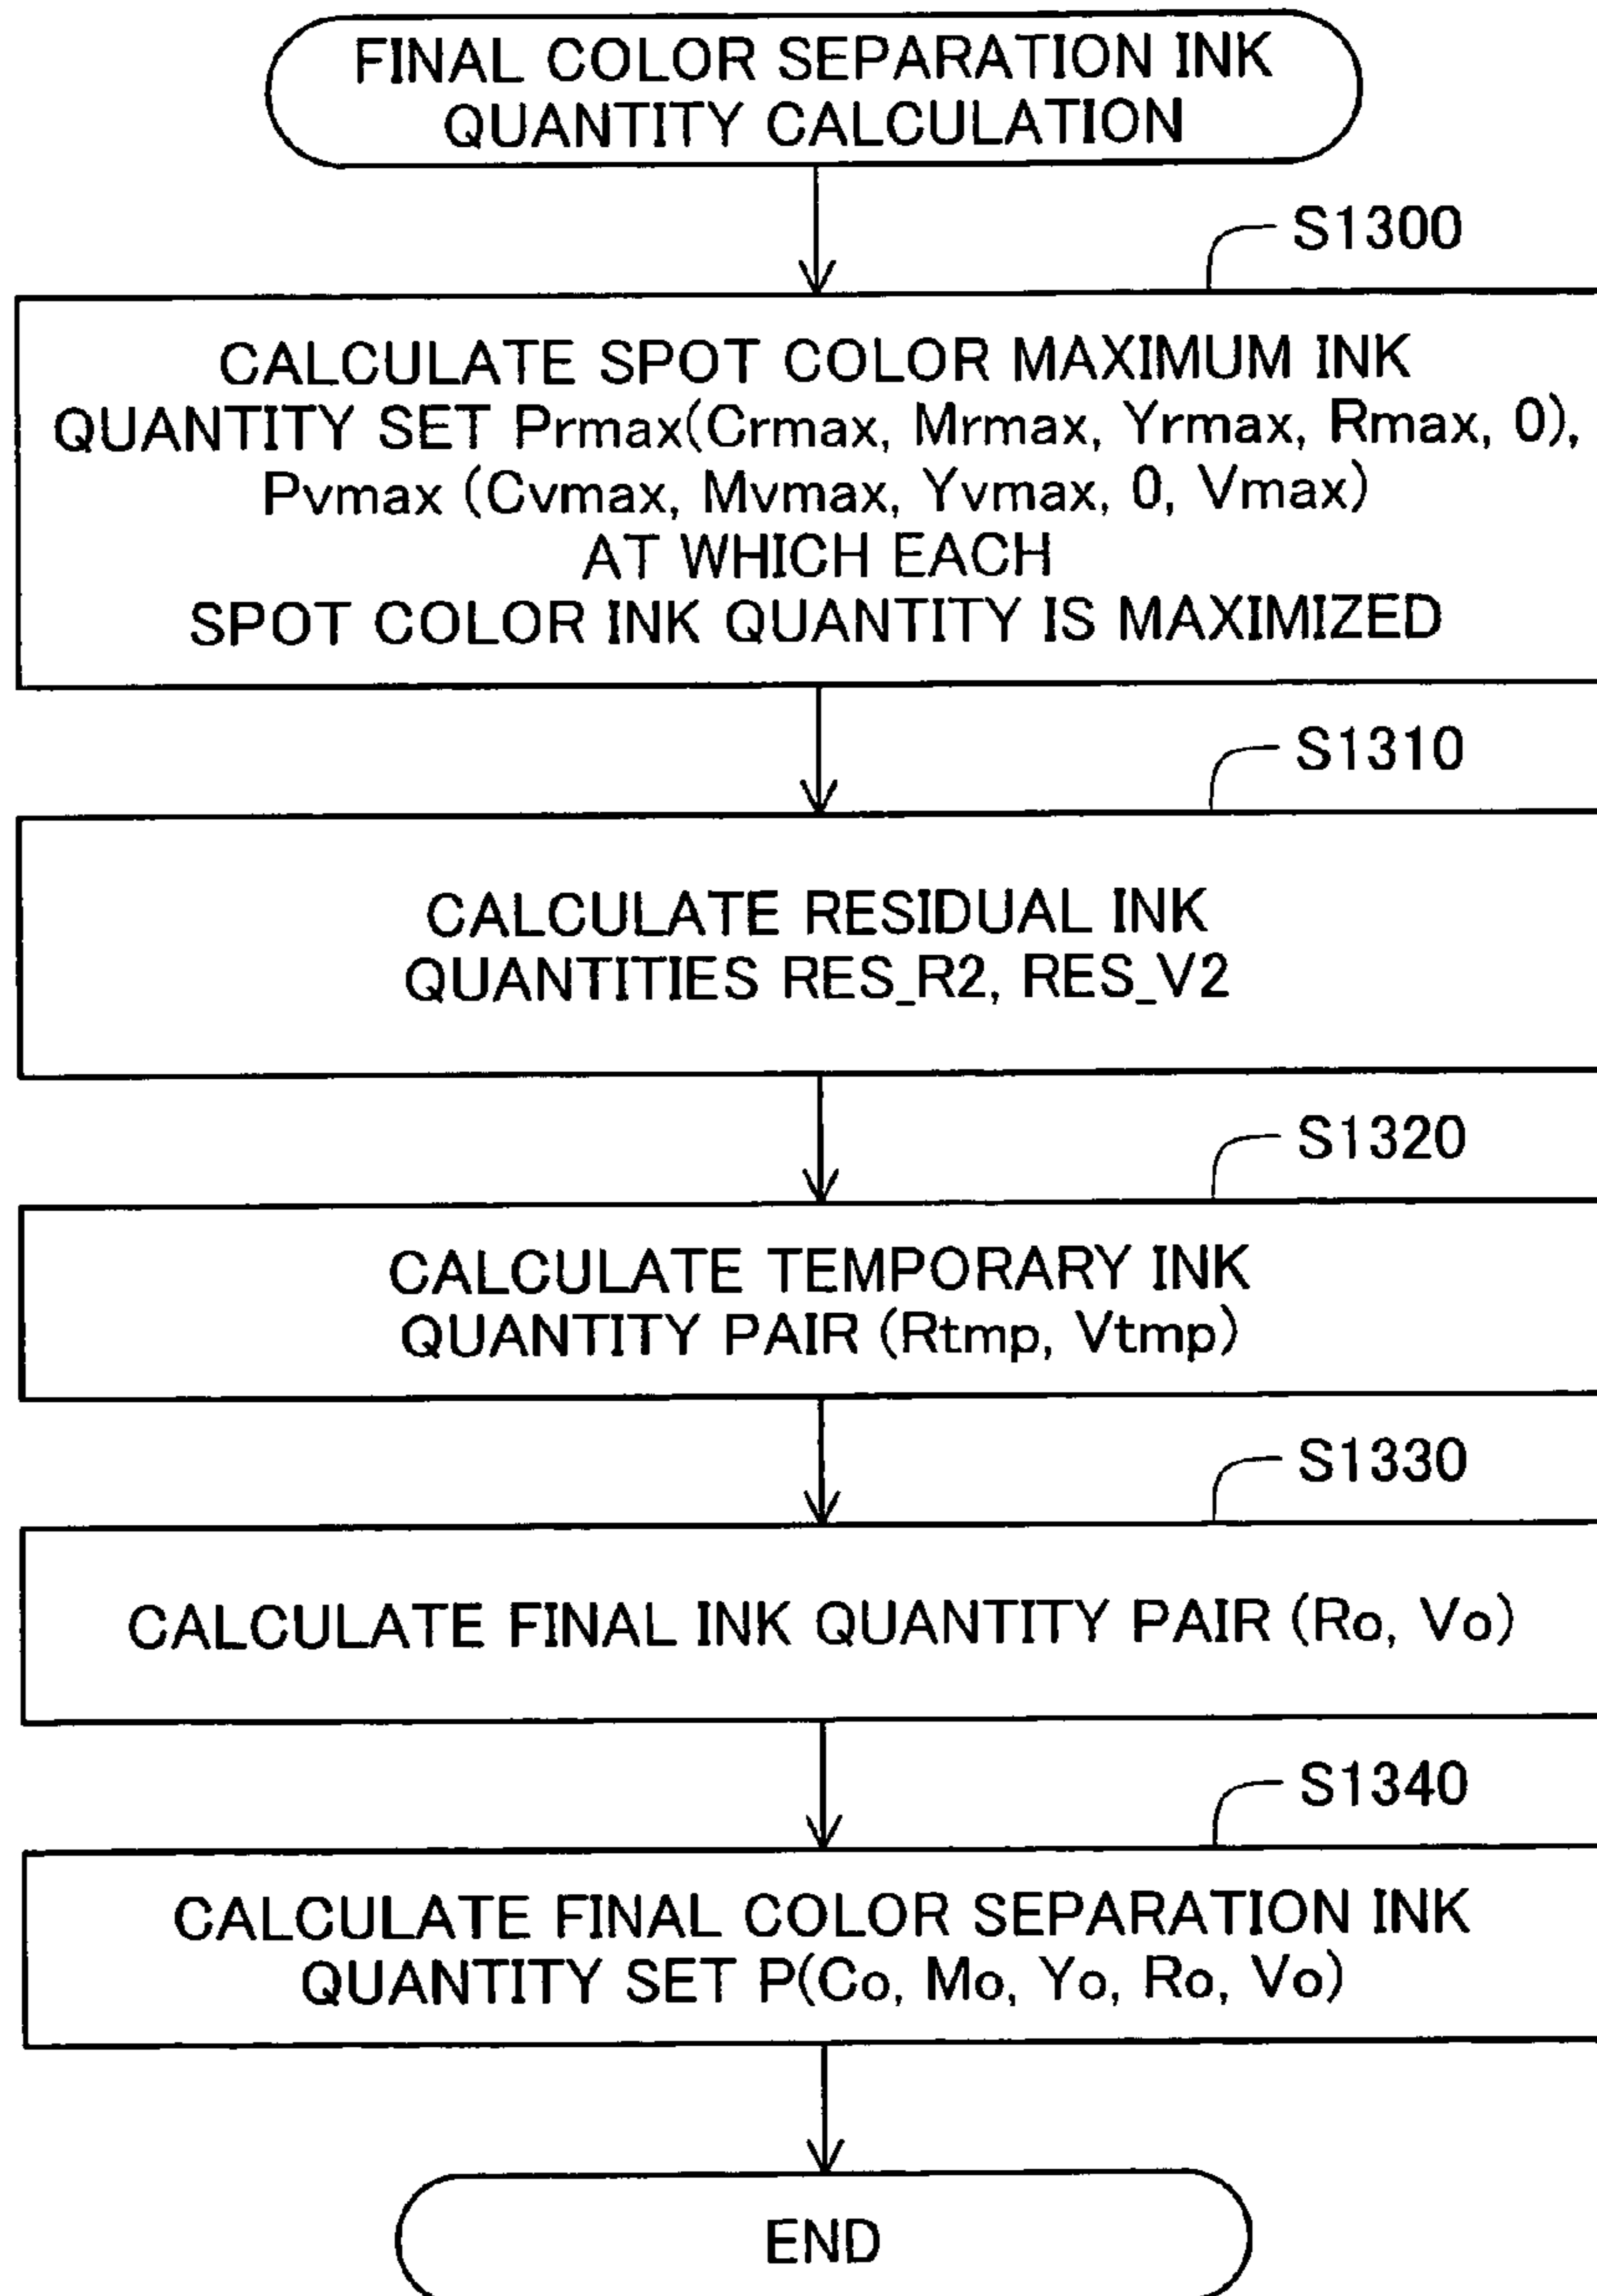 FINAL COLOR SEPARATION INK
QUANTITY CALCULATION
S1300
CALCULATE SPOT COLOR MAXIMUM INK
QUANTITY SET Prmax(Crmax, Mrmax, Yrmax, Rmax, 0),
Pvmax (Cvmax, Mvmax, Yvmax, 0, Vmax)
AT WHICH EACH
SPOT COLOR INK QUANTITY IS MAXIMIZED
S1310
CALCULATE RESIDUAL INK
QUANTITIES RES_R2, RES_V2
S1320
CALCULATE TEMPORARY INK
QUANTITY PAIR (Rtmp, Vtmp)
S1330
CALCULATE FINAL INK QUANTITY PAIR (Ro, Vo)
S1340
CALCULATE FINAL COLOR SEPARATION INK
QUANTITY SET P(Co, Mo, Yo, Ro, Vo)
END